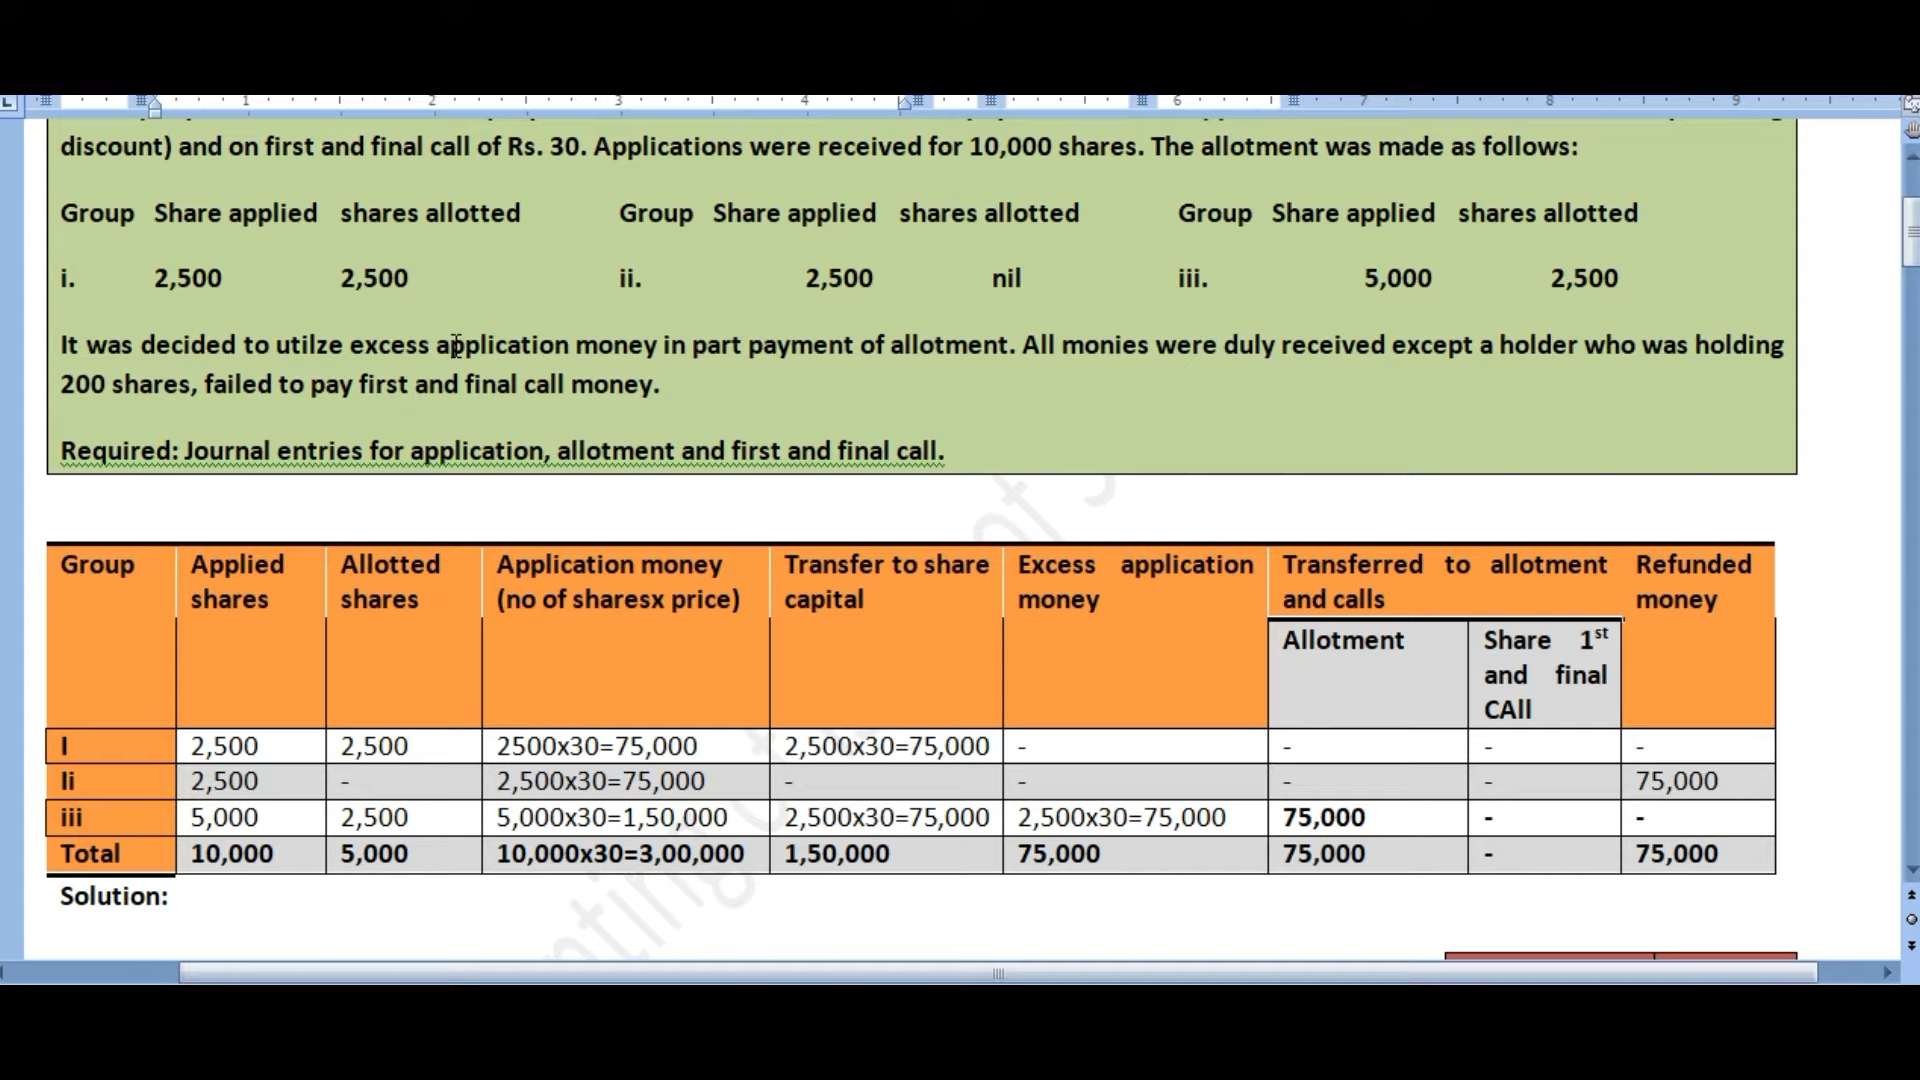 discount) and on first and final call of Rs. 30. Applications were received for 10,000 shares. The allotment was made as follows:
Group Share applied shares allotted Group Share applied shares allotted Group Share applied shares allotted
i. 2,500 2,500 ii. 2,500 nil iii. 5,000 2,500
It was decided to utilze excess application money in part payment of allotment. All monies were duly received except a holder who was holding
200 shares, failed to pay first and final call money.
Required: Journal entries for application, allotment and first and final call.
Group Applied shares Allotted shares Application money (no of sharesx price) Transfer to share capital Excess application money Transferred to allotment and calls Refunded money
Allotment Share 1st and final CAll
I 2,500 2,500 2500x30=75,000 2,500x30=75,000 - - - -
Ii 2,500 - 2,500x30=75,000 - - - - 75,000
iii 5,000 2,500 5,000x30=1,50,000 2,500x30=75,000 2,500x30=75,000 75,000 - -
Total 10,000 5,000 10,000x30=3,00,000 1,50,000 75,000 75,000 - 75,000
Solution: